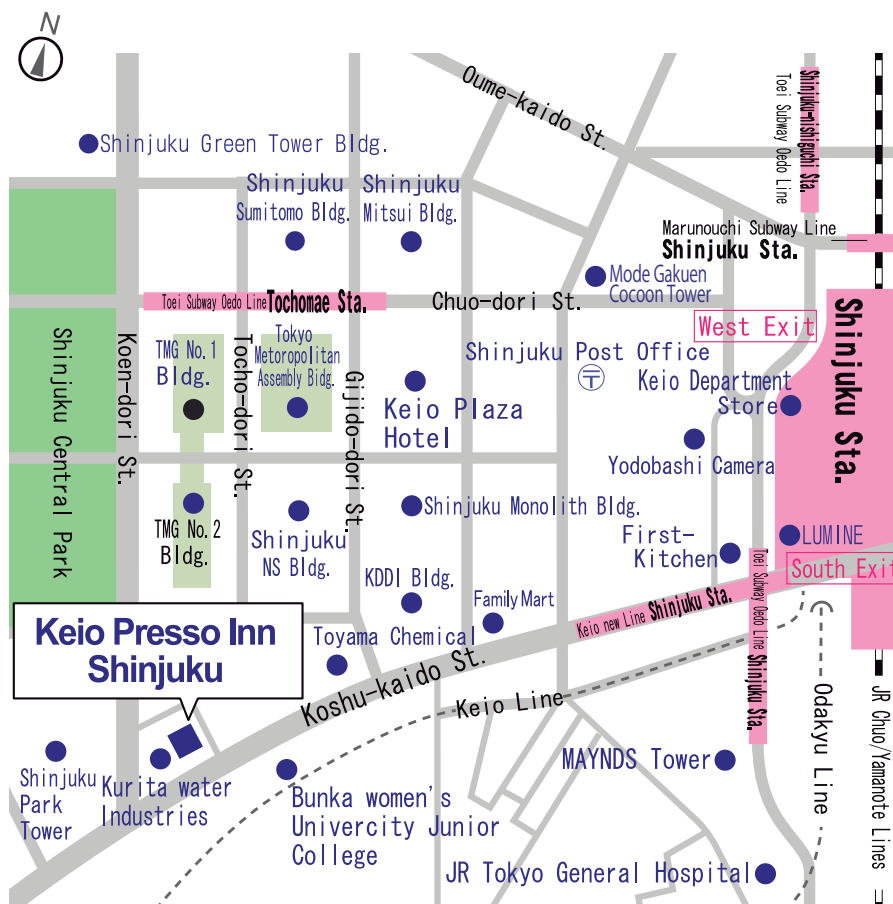 N
Oume-kaido St.
Shinjuku-nishiguchi Sta.
Toei Subway Oedo Line
Shinjuku Green Tower Bldg.
Shinjuku
Sumitomo Bldg.
Shinjuku
Mitsui Bldg.
Marunouchi Subway Line
Shinjuku Sta.
Mode Gakuen
Cocoon Tower
Toei Subway Oedo Line Tochomae Sta.
Chuo-dori St.
West Exit
Shinjuku Sta.
Shinjuku Central Park
Koen-dori St.
TMG No.1
Bldg.
Tocho-dori St.
Tokyo
Metoropolitan
Assembly Bidg.
Gijido-dori St.
Shinjuku Post Office
〒
Keio Plaza
Hotel
Keio Department
Store
Yodobashi Camera
TMG No.2
Bldg.
Shinjuku
NS Bldg.
Shinjuku Monolith Bldg.
First-
Kitchen
LUMINE
South Exit
KDDI Bldg.
Family Mart
Toyama Chemical
Keio new Line Shinjuku Sta.
Toei Subway Oedo Line Shinjuku Sta.
Keio Presso Inn
Shinjuku
Koshu-kaido St.
Keio Line
Odakyu Line
JR Chuo/Yamanote Lines
MAYNDS Tower
Shinjuku
Park
Tower
Kurita water
Industries
Bunka women's
Univercity Junior
College
JR Tokyo General Hospital